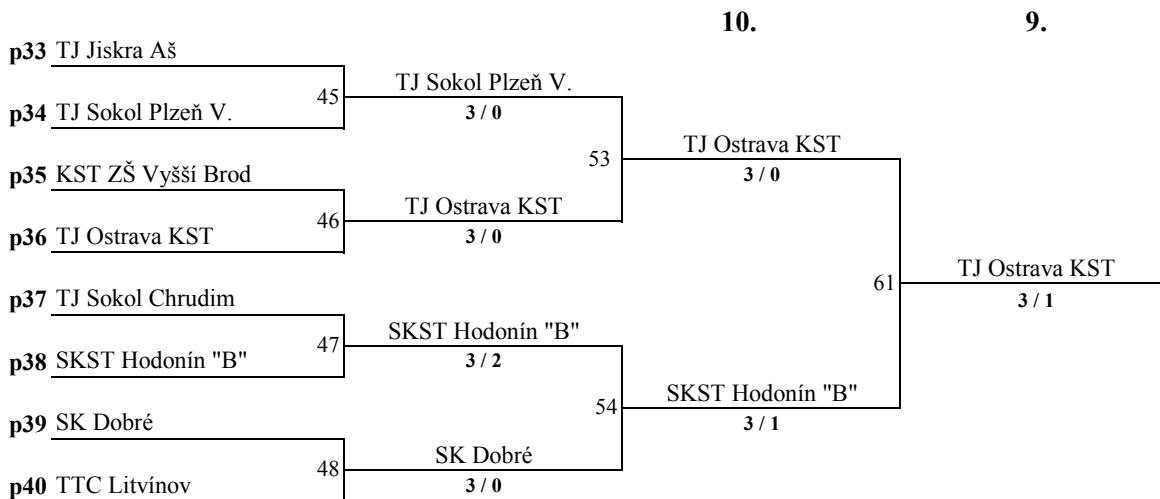 10. 9.
p33 TJ Jiskra Aš
45 TJ Sokol Plzeň V.
3 / 0
p34 TJ Sokol Plzeň V.
53 TJ Ostrava KST
3 / 0
p35 KST ZŠ Vyšší Brod
46 TJ Ostrava KST
3 / 0
p36 TJ Ostrava KST
61 TJ Ostrava KST
3 / 1
p37 TJ Sokol Chrudim
47 SKST Hodonín "B"
3 / 2
p38 SKST Hodonín "B"
54 SKST Hodonín "B"
3 / 1
p39 SK Dobré
48 SK Dobré
3 / 0
p40 TTC Litvínov